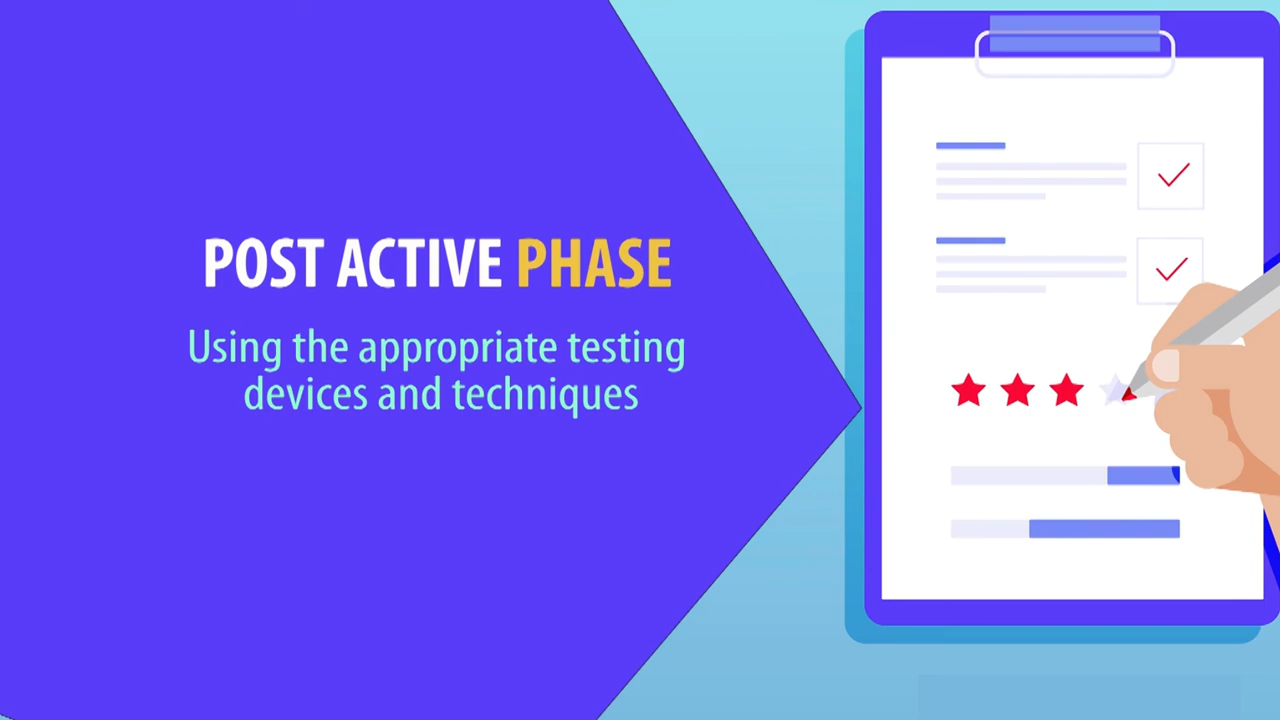 POST ACTIVE PHASE
Using the appropriate testing
devices and techniques